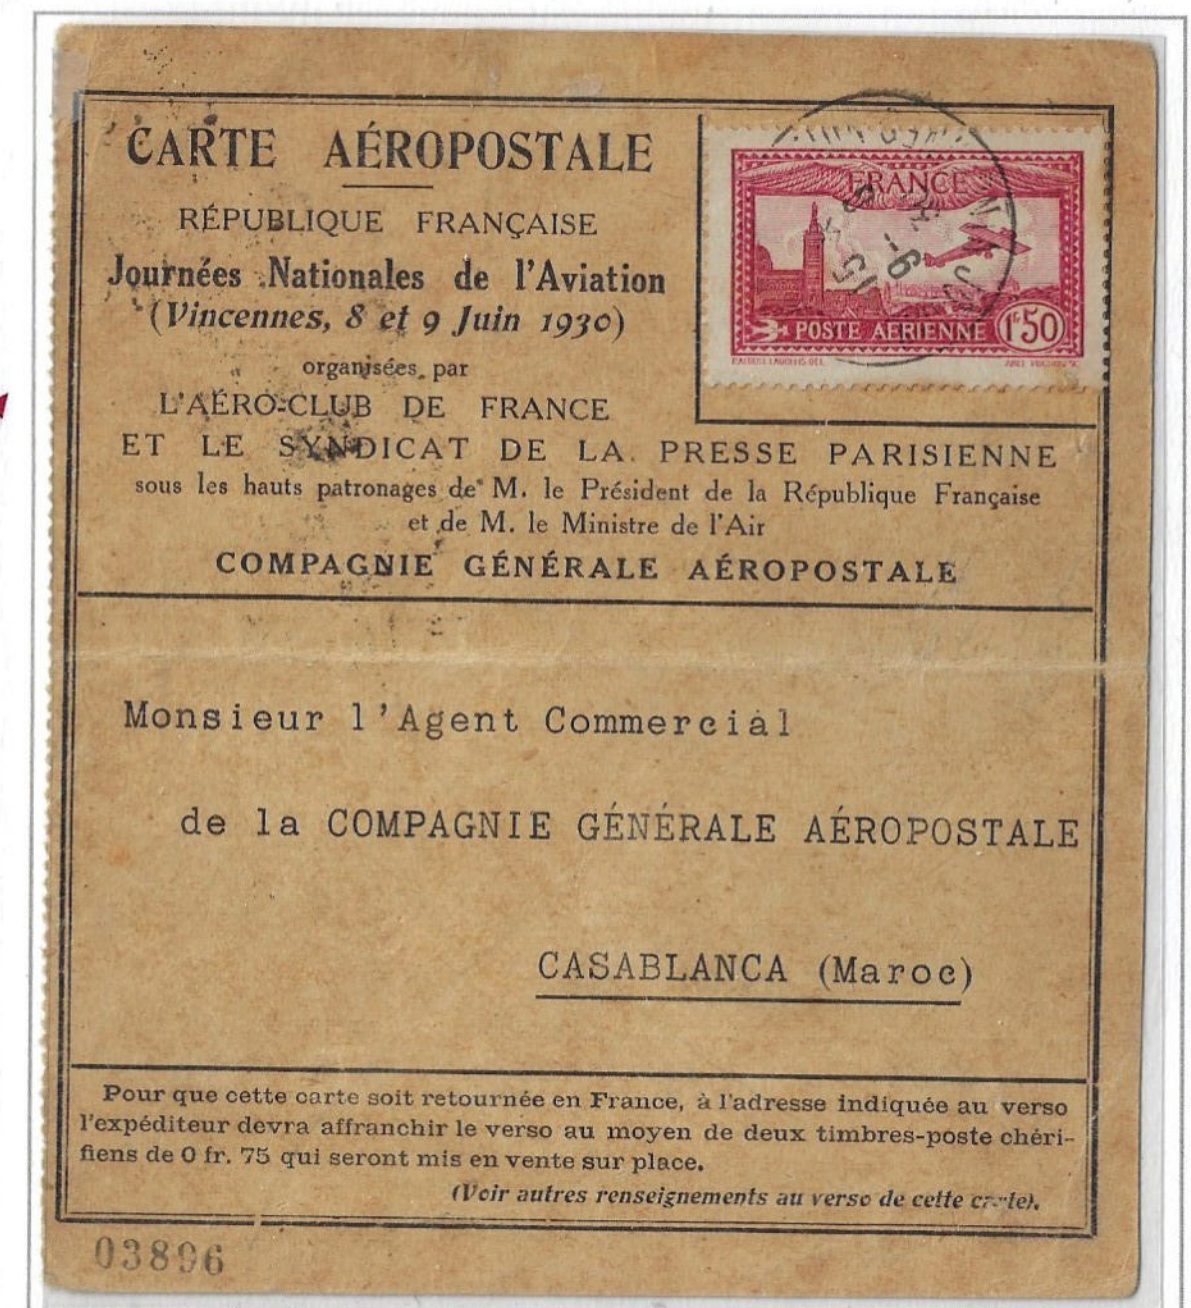 CARTE AÉROPOSTALE
RÉPUBLIQUE FRANÇAISE
Journées Nationales de l'Aviation
(Vincennes, 8 et 9 Juin 1930)
organisées par
L'AÉRO-CLUB DE FRANCE
ET LE SYNDICAT DE LA PRESSE PARISIENNE
sous les hauts patronages de M. le Président de la République Française
et de M. le Ministre de l'Air
COMPAGNIE GÉNÉRALE AÉROPOSTALE
FRANCE
POSTE AERIENNE 1F50
Monsieur l'Agent Commercial
de la COMPAGNIE GÉNÉRALE AÉROPOSTALE
CASABLANCA (Maroc)
Pour que cette carte soit retournée en France, à l'adresse indiquée au verso
l'expéditeur devra affranchir le verso au moyen de deux timbres-poste chéri-
fiens de 0 fr. 75 qui seront mis en vente sur place.
(Voir autres renseignements au verso de cette carte).
03896